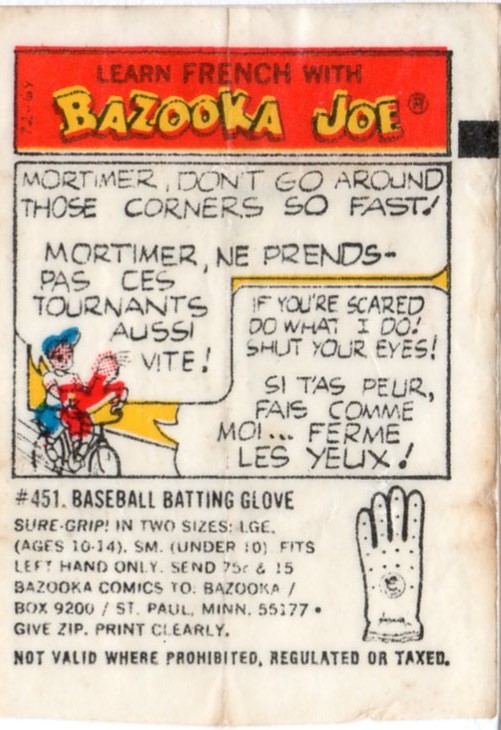 LEARN FRENCH WITH
BAZOOKA JOE ®
72-69
MORTIMER, DON'T GO AROUND
THOSE CORNERS SO FAST!
MORTIMER, NE PRENDS-
PAS CES
TOURNANTS
AUSSI
VITE!
IF YOU'RE SCARED
DO WHAT I DO!
SHUT YOUR EYES!
SI T'AS PEUR,
FAIS COMME
MOI... FERME
LES YEUX!
#451. BASEBALL BATTING GLOVE
SURE-GRIP! IN TWO SIZES: LGE.
(AGES 10-14). SM. (UNDER 10) FITS
LEFT HAND ONLY. SEND 75¢ & 15
BAZOOKA COMICS TO: BAZOOKA /
BOX 9200 / ST. PAUL, MINN. 55177 •
GIVE ZIP. PRINT CLEARLY.
NOT VALID WHERE PROHIBITED, REGULATED OR TAXED.